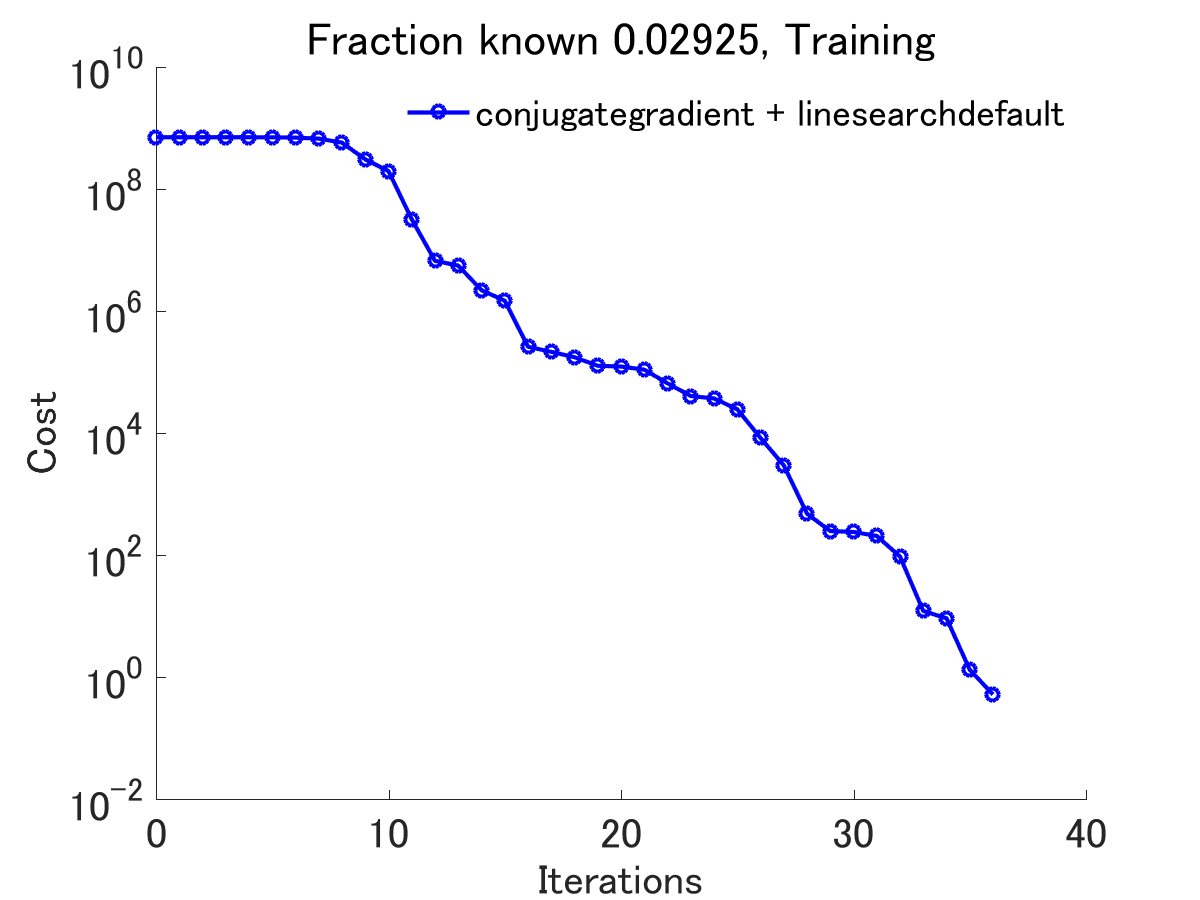 Fraction known 0.02925, Training
conjugategradient + linesearchdefault
10^10
10^8
10^6
10^4
10^2
10^0
10^-2
Cost
0 10 20 30 40
Iterations